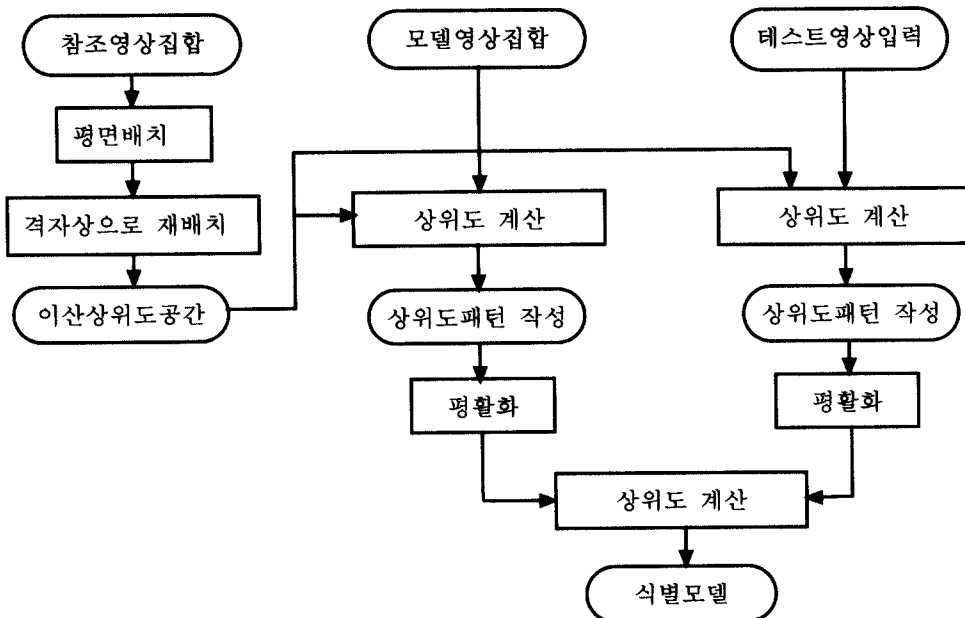 참조영상집합
모델영상집합
테스트영상입력
평면배치
격자상으로 재배치
상위도 계산
상위도 계산
이산상위도공간
상위도패턴 작성
상위도패턴 작성
평활화
평활화
상위도 계산
식별모델